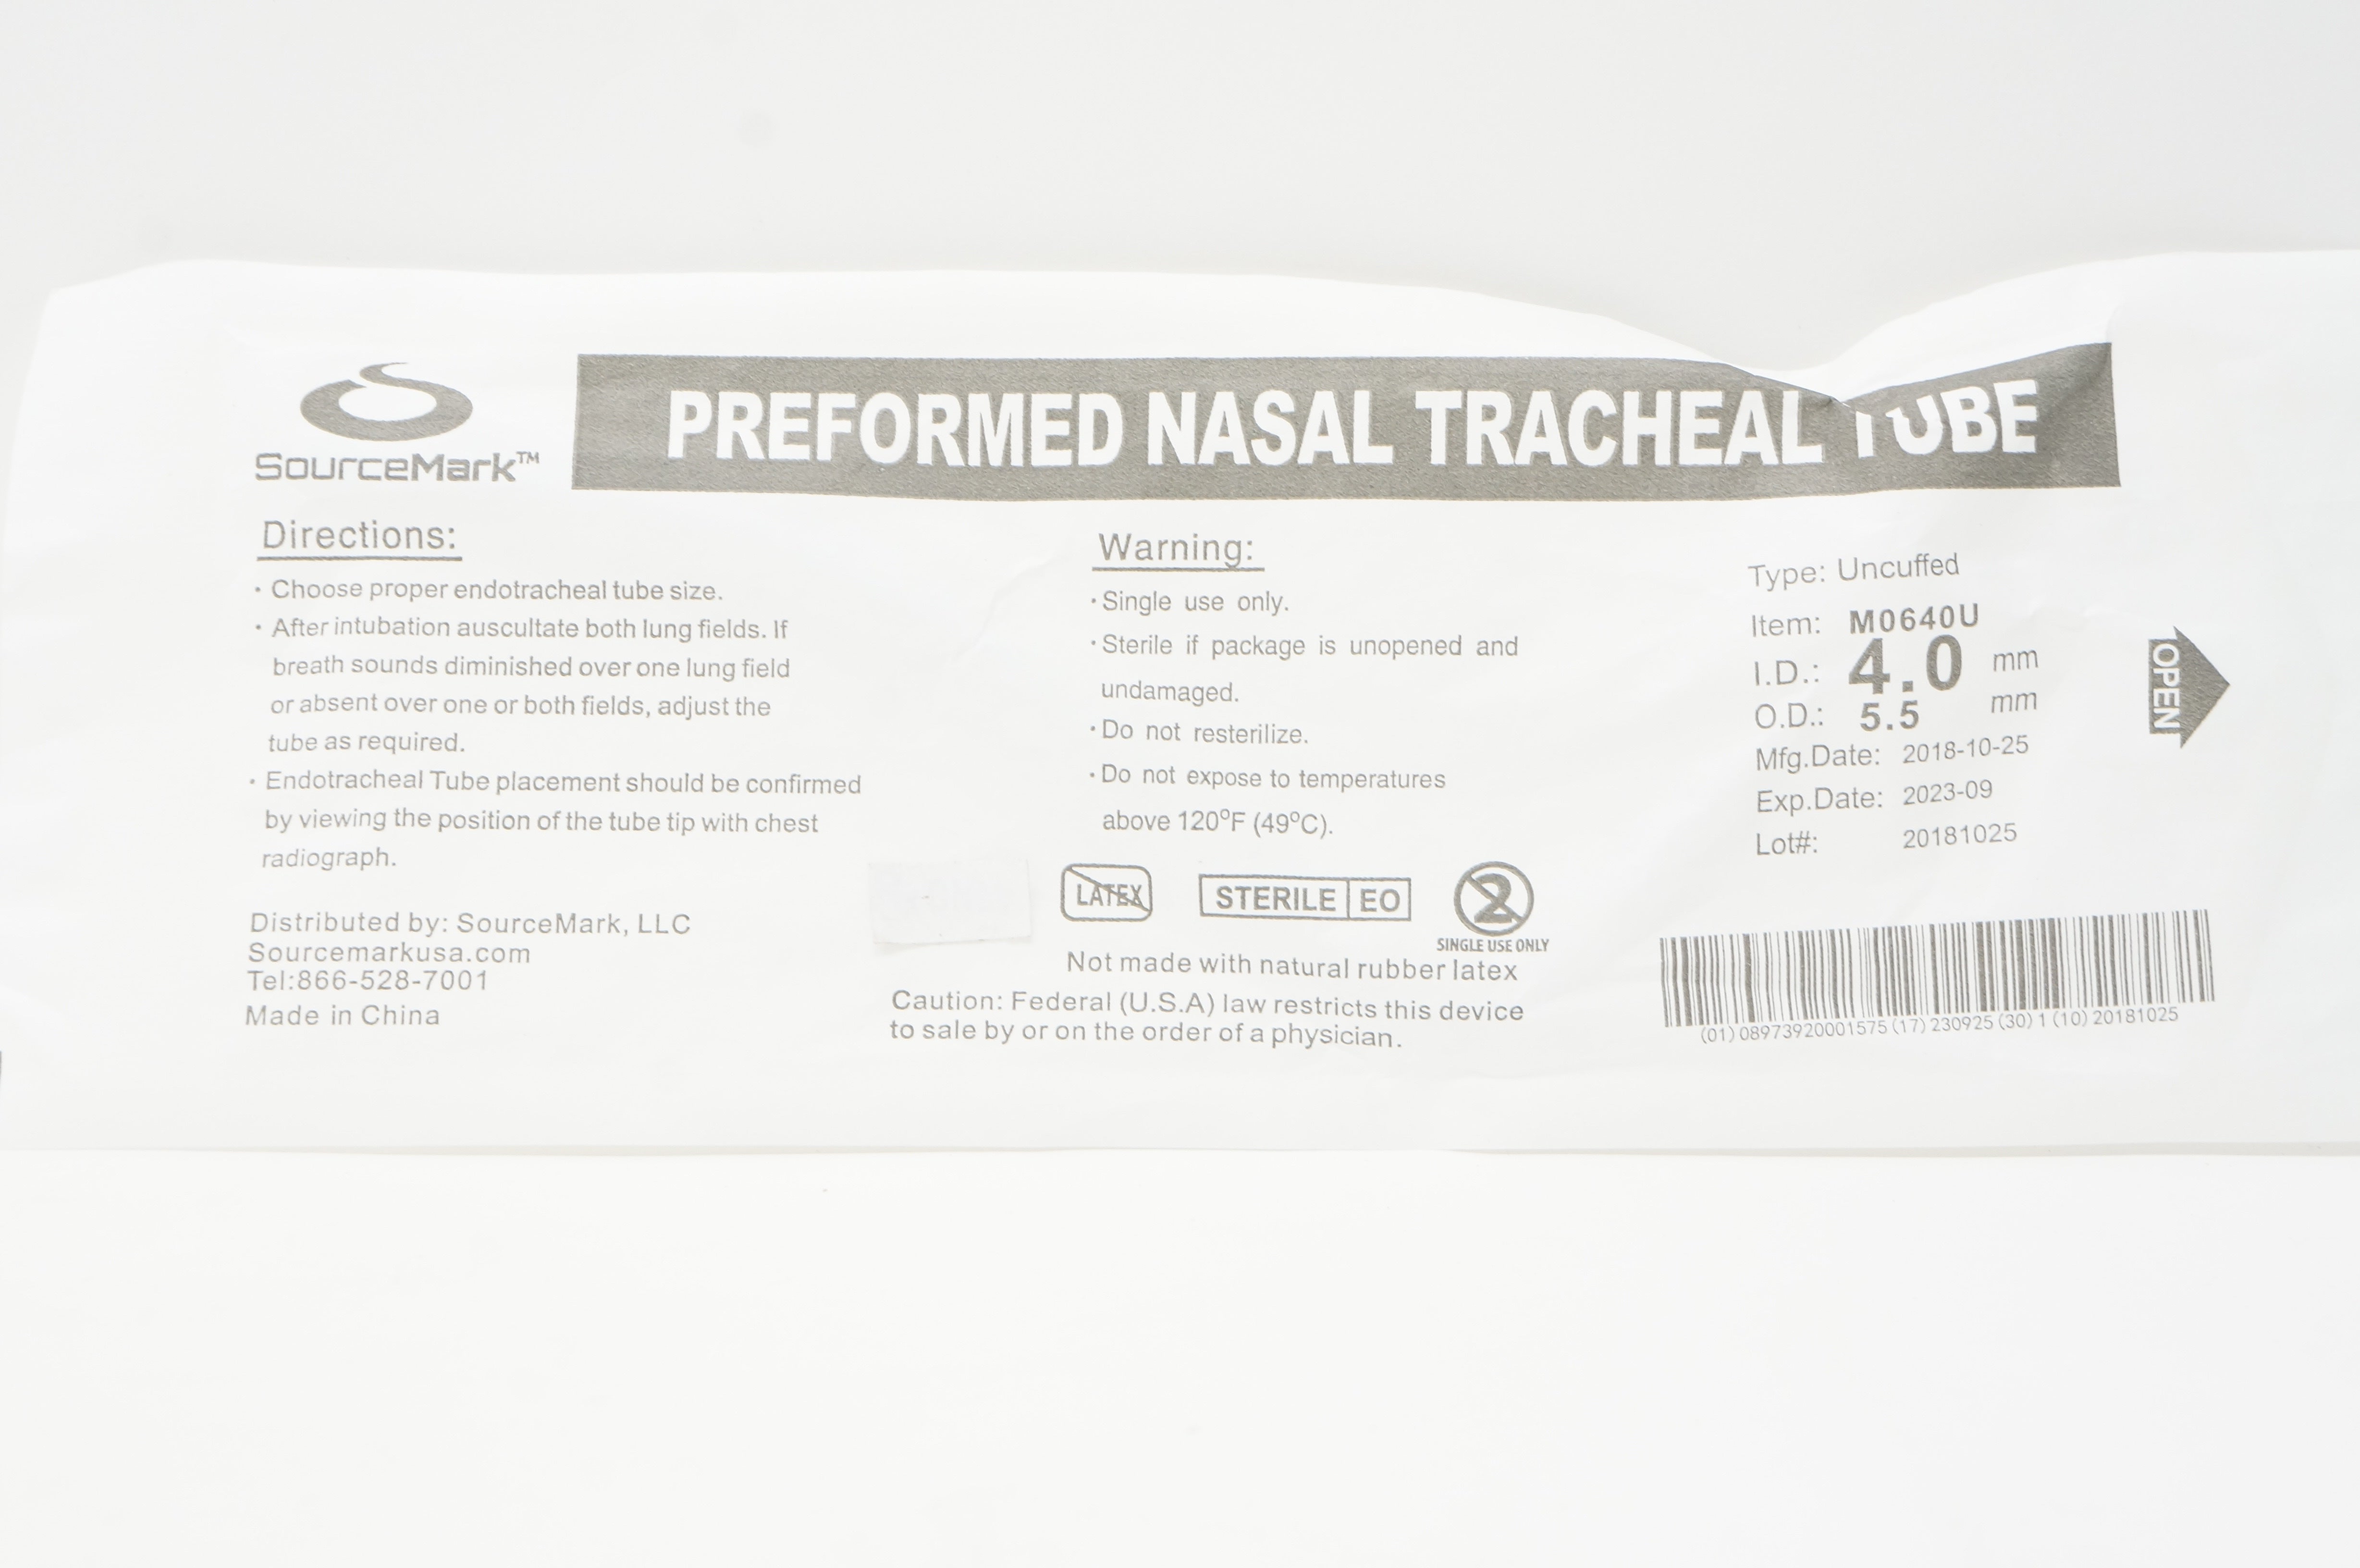 SourceMark™
PREFORMED NASAL TRACHEAL TUBE
Directions:
· Choose proper endotracheal tube size.
· After intubation auscultate both lung fields. If
breath sounds diminished over one lung field
or absent over one or both fields, adjust the
tube as required.
· Endotracheal Tube placement should be confirmed
by viewing the position of the tube tip with chest
radiograph.
Distributed by: SourceMark, LLC
Sourcemarkusa.com
Tel:866-528-7001
Made in China
Warning:
· Single use only.
· Sterile if package is unopened and
undamaged.
· Do not resterilize.
· Do not expose to temperatures
above 120°F (49°C).
LATEX
STERILE EO
2
SINGLE USE ONLY
Not made with natural rubber latex
Caution: Federal (U.S.A) law restricts this device
to sale by or on the order of a physician.
Type: Uncuffed
Item: M0640U
I.D.: 4.0 mm
O.D.: 5.5 mm
Mfg.Date: 2018-10-25
Exp.Date: 2023-09
Lot#: 20181025
OPEN
(01) 08973920001575 (17) 230925 (30) 1 (10) 20181025